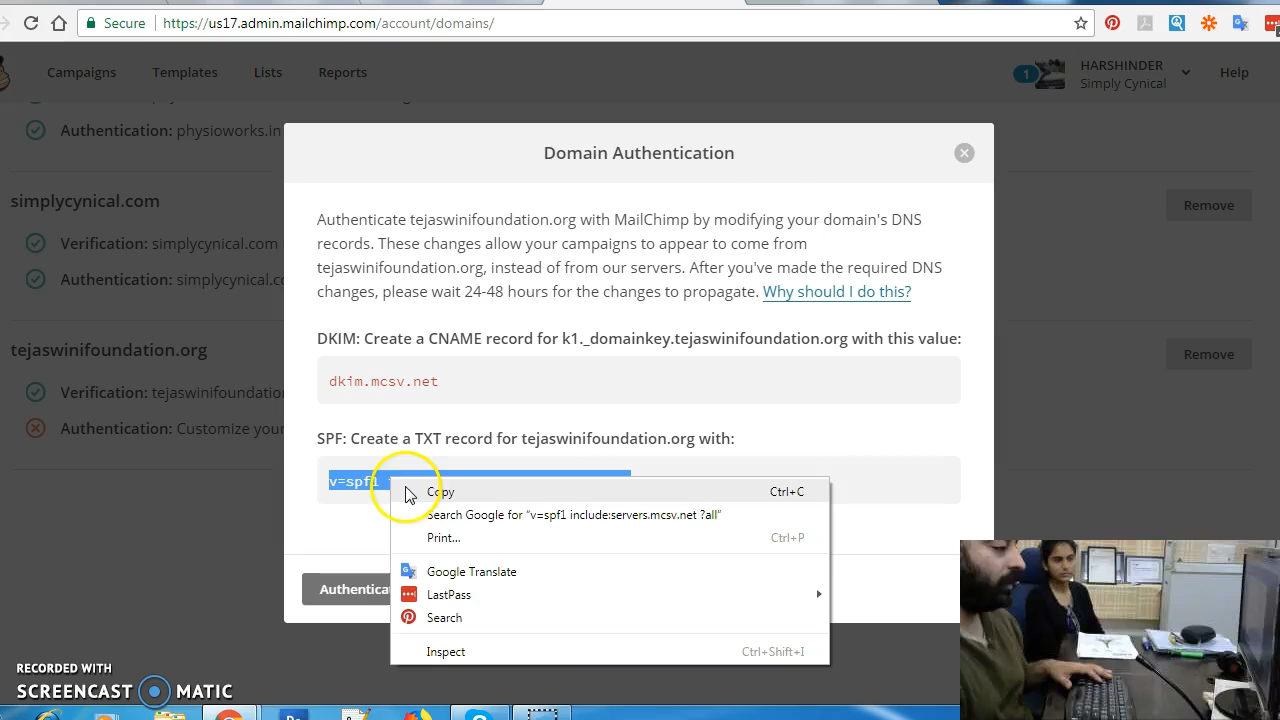 Secure https://us17.admin.mailchimp.com/account/domains/
Campaigns Templates Lists Reports
1 HARSHINDER Help
Simply Cynical
Authentication: physioworks.in
simplycynical.com Remove
Verification: simplycynical.com
Authentication: simplycynical.co
tejaswinifoundation.org Remove
Verification: tejaswinifoundation
Authentication: Customize your
Domain Authentication
Authenticate tejaswinifoundation.org with MailChimp by modifying your domain's DNS
records. These changes allow your campaigns to appear to come from
tejaswinifoundation.org, instead of from our servers. After you've made the required DNS
changes, please wait 24-48 hours for the changes to propagate. Why should I do this?
DKIM: Create a CNAME record for k1._domainkey.tejaswinifoundation.org with this value:
dkim.mcsv.net
SPF: Create a TXT record for tejaswinifoundation.org with:
v=spf1
Copy Ctrl+C
Search Google for “v=spf1 include:servers.mcsv.net ?all”
Print... Ctrl+P
Google Translate
LastPass
Search
Inspect Ctrl+Shift+I
Authentica
RECORDED WITH
SCREENCAST MATIC